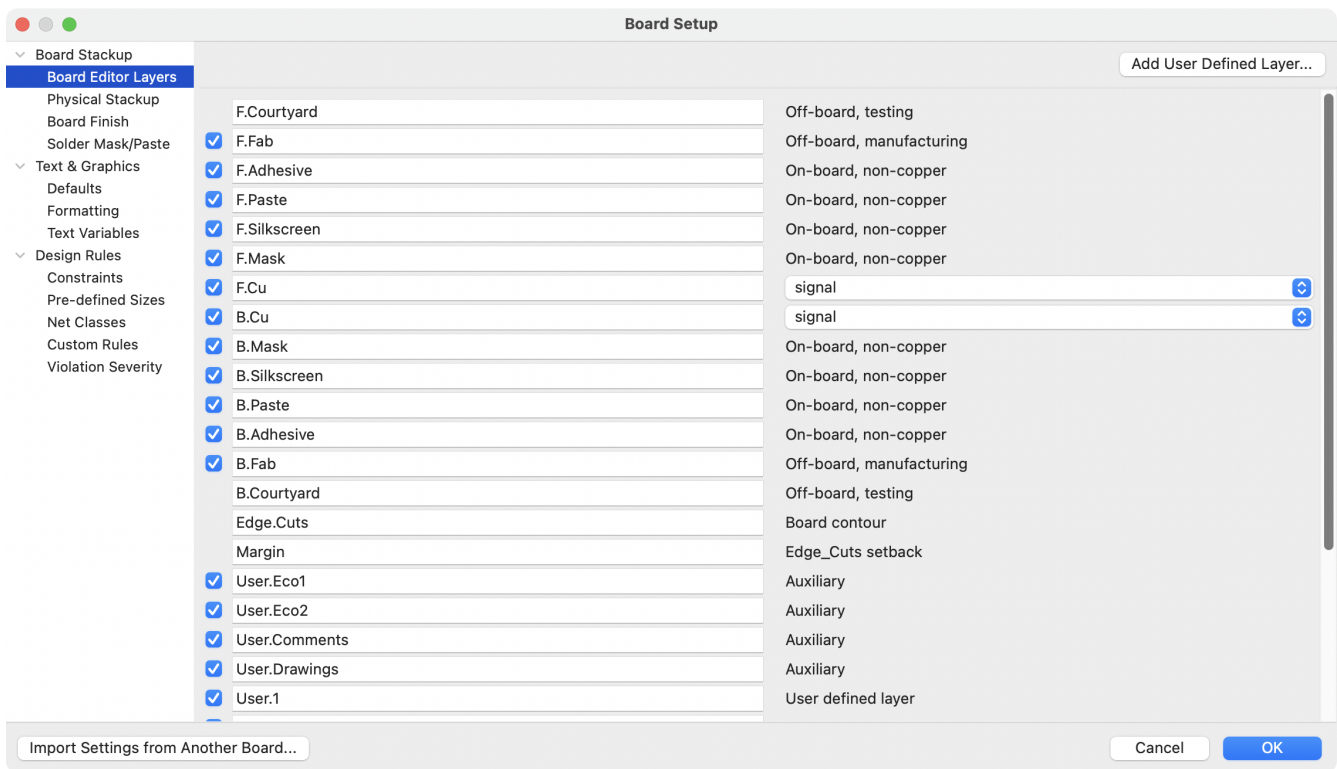 Board Setup
Board Stackup
Board Editor Layers
Physical Stackup
Board Finish
Solder Mask/Paste
Text & Graphics
Defaults
Formatting
Text Variables
Design Rules
Constraints
Pre-defined Sizes
Net Classes
Custom Rules
Violation Severity
Add User Defined Layer...
F.Courtyard Off-board, testing
F.Fab Off-board, manufacturing
F.Adhesive On-board, non-copper
F.Paste On-board, non-copper
F.Silkscreen On-board, non-copper
F.Mask On-board, non-copper
F.Cu signal
B.Cu signal
B.Mask On-board, non-copper
B.Silkscreen On-board, non-copper
B.Paste On-board, non-copper
B.Adhesive On-board, non-copper
B.Fab Off-board, manufacturing
B.Courtyard Off-board, testing
Edge.Cuts Board contour
Margin Edge_Cuts setback
User.Eco1 Auxiliary
User.Eco2 Auxiliary
User.Comments Auxiliary
User.Drawings Auxiliary
User.1 User defined layer
Import Settings from Another Board...
Cancel
OK